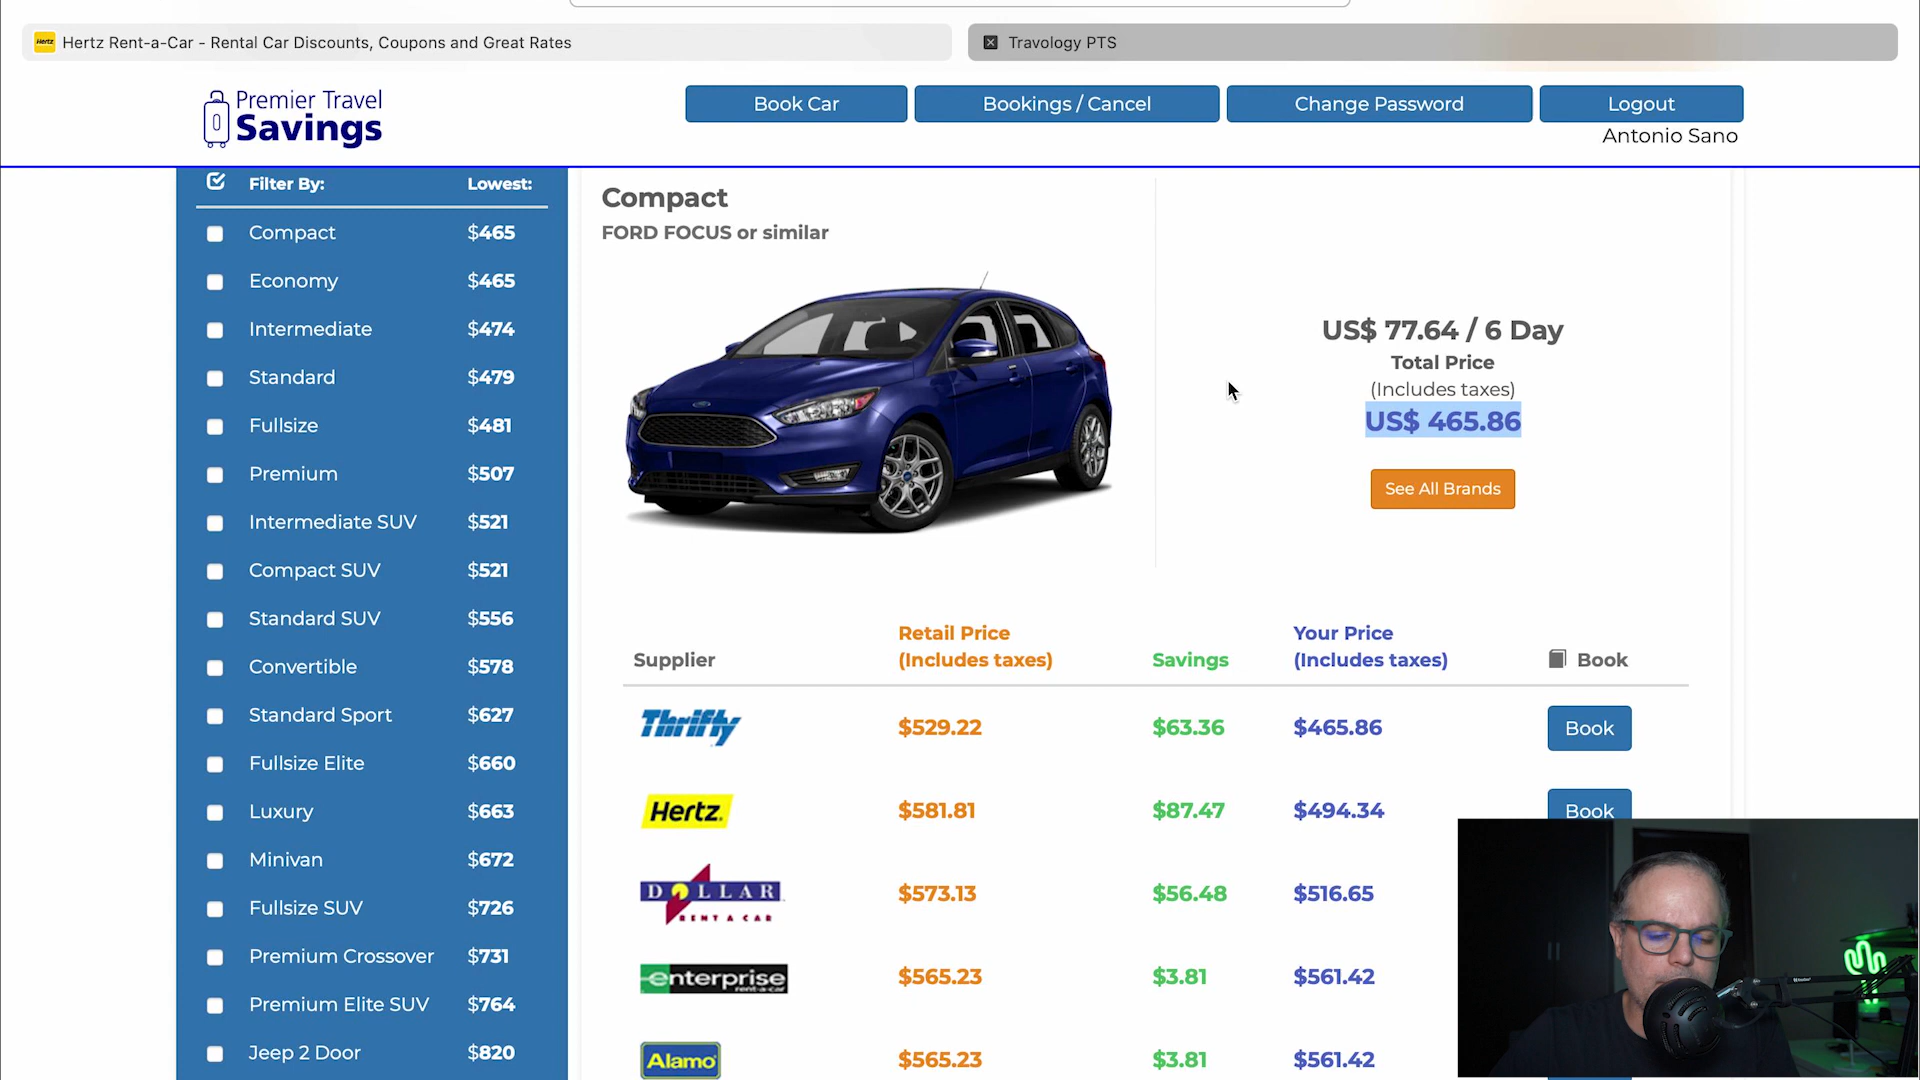 Hertz Hertz Rent-a-Car - Rental Car Discounts, Coupons and Great Rates
Travology PTS
Premier Travel
Savings
Book Car
Bookings / Cancel
Change Password
Logout
Antonio Sano
Filter By: Lowest:
Compact $465
Economy $465
Intermediate $474
Standard $479
Fullsize $481
Premium $507
Intermediate SUV $521
Compact SUV $521
Standard SUV $556
Convertible $578
Standard Sport $627
Fullsize Elite $660
Luxury $663
Minivan $672
Fullsize SUV $726
Premium Crossover $731
Premium Elite SUV $764
Jeep 2 Door $820
Compact
FORD FOCUS or similar
US$ 77.64 / 6 Day
Total Price
(Includes taxes)
US$ 465.86
See All Brands
Supplier
Retail Price
(Includes taxes)
Savings
Your Price
(Includes taxes)
Book
Thrifty $529.22 $63.36 $465.86 Book
Hertz. $581.81 $87.47 $494.34 Book
DOLLAR
RENT A CAR
$573.13 $56.48 $516.65
enterprise
rent-a-car
$565.23 $3.81 $561.42
Alamo $565.23 $3.81 $561.42